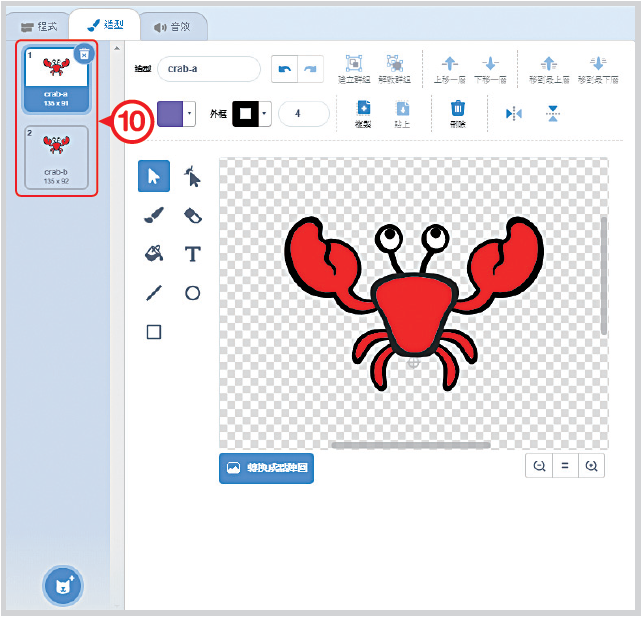 程式 造型 音效
1
crab-a
135 x 91
2
crab-b
135 x 92
10
造型 crab-a
建立群組 解散群組 上移一層 下移一層 移到最上層 移到最下層
外框 4
複製 貼上 刪除
T
轉換成點陣圖